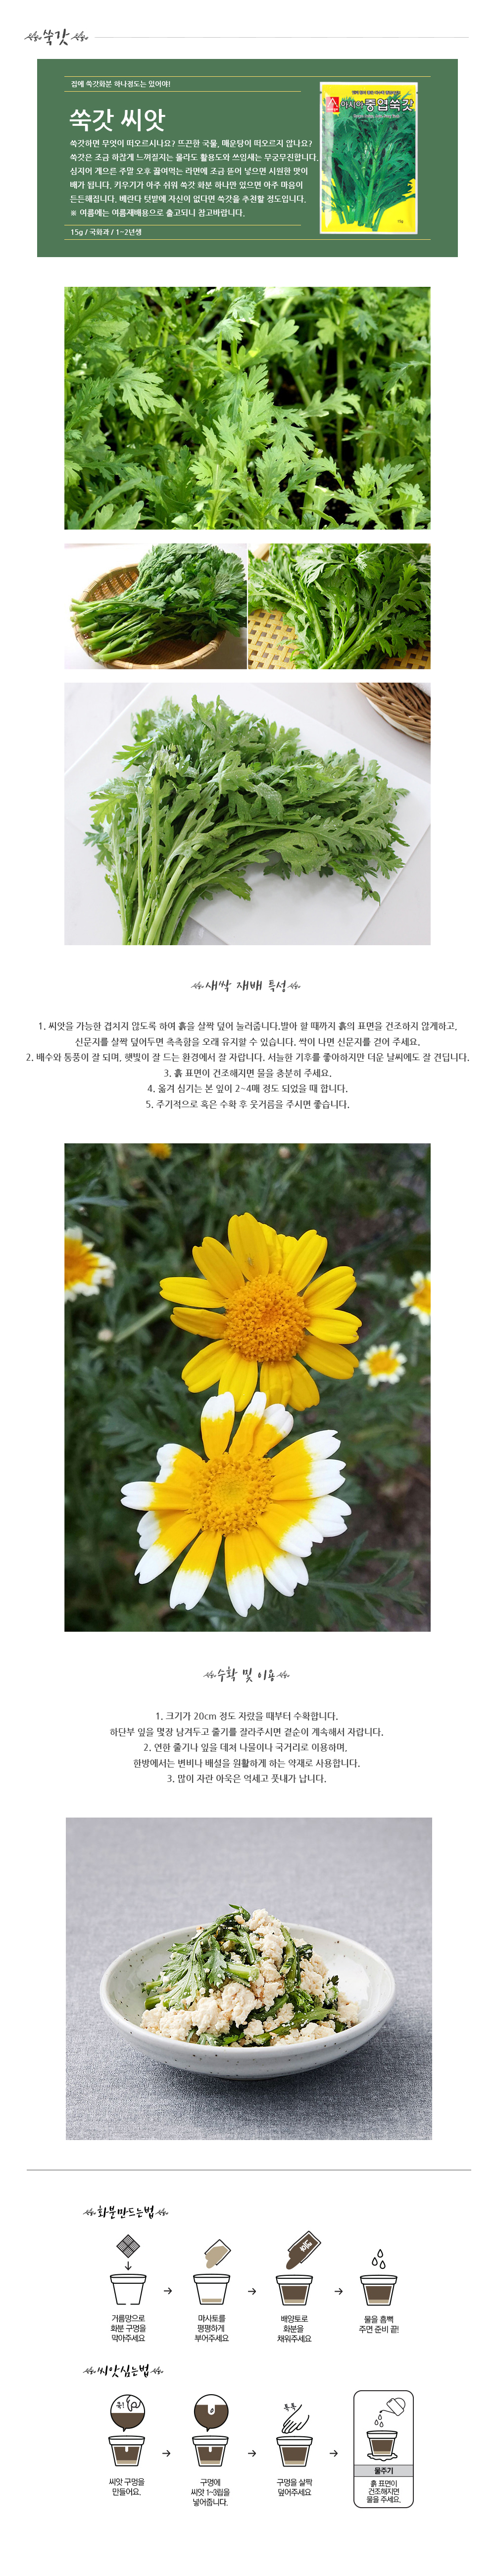 쑥갓
집에 쑥갓화분 하나정도는 있어야!
쑥갓 씨앗
쑥갓하면 무엇이 떠오르시나요? 뜨끈한 국물, 매운탕이 떠오르지 않나요?
쑥갓은 조금 하찮게 느껴질지는 몰라도 활용도와 쓰임새는 무궁무진합니다.
심지어 게으른 주말 오후 끓여먹는 라면에 조금 뜯어 넣으면 시원한 맛이
배가 됩니다. 키우기가 아주 쉬워 쑥갓 화분 하나만 있으면 아주 마음이
든든해집니다. 베란다 텃밭에 자신이 없다면 쑥갓을 추천할 정도입니다.
※ 여름에는 여름재배용으로 출고되니 참고바랍니다.
15g / 국화과 / 1~2년생
아시아 중엽쑥갓
새싹 재배 특성
1. 씨앗을 가능한 겹치지 않도록 하여 흙을 살짝 덮어 눌러줍니다.발아 할 때까지 흙의 표면을 건조하지 않게하고,
신문지를 살짝 덮어두면 촉촉함을 오래 유지할 수 있습니다. 싹이 나면 신문지를 걷어 주세요.
2. 배수와 통풍이 잘 되며, 햇빛이 잘 드는 환경에서 잘 자랍니다. 서늘한 기후를 좋아하지만 더운 날씨에도 잘 견딥니다.
3. 흙 표면이 건조해지면 물을 충분히 주세요.
4. 옮겨 심기는 본 잎이 2~4매 정도 되었을 때 합니다.
5. 주기적으로 혹은 수확 후 웃거름을 주시면 좋습니다.
수확 및 이용
1. 크기가 20cm 정도 자랐을 때부터 수확합니다.
하단부 잎을 몇장 남겨두고 줄기를 잘라주시면 곁순이 계속해서 자랍니다.
2. 연한 줄기나 잎을 데쳐 나물이나 국거리로 이용하며,
한방에서는 변비나 배설을 원활하게 하는 약재로 사용합니다.
3. 많이 자란 아욱은 억세고 풋내가 납니다.
화분만드는법
거름망으로
화분 구멍을
막아주세요
마사토를
평평하게
부어주세요
배양토로
화분을
채워주세요
물을 흠뻑
주면 준비 끝!
씨앗심는법
쿡!
씨앗 구멍을
만들어요.
구멍에
씨앗 1~3립을
넣어줍니다.
톡톡
구멍을 살짝
덮어주세요
물주기
흙 표면이
건조해지면
물을 주세요.